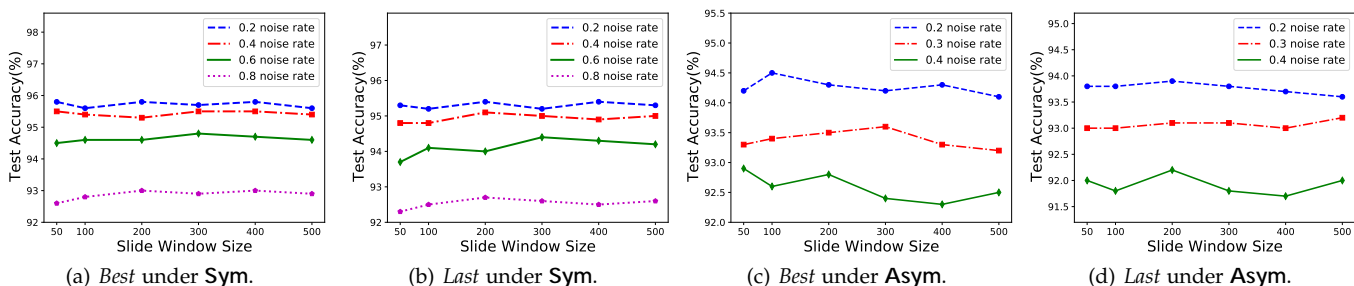 98
97
96
95
94
93
92
Test Accuracy(%)
50 100 200 300 400 500
Slide Window Size
0.2 noise rate
0.4 noise rate
0.6 noise rate
0.8 noise rate
(a) Best under Sym.
97
96
95
94
93
92
Test Accuracy(%)
50 100 200 300 400 500
Slide Window Size
0.2 noise rate
0.4 noise rate
0.6 noise rate
0.8 noise rate
(b) Last under Sym.
95.5
95.0
94.5
94.0
93.5
93.0
92.5
92.0
Test Accuracy(%)
50 100 200 300 400 500
Slide Window Size
0.2 noise rate
0.3 noise rate
0.4 noise rate
(c) Best under Asym.
95.0
94.5
94.0
93.5
93.0
92.5
92.0
91.5
Test Accuracy(%)
50 100 200 300 400 500
Slide Window Size
0.2 noise rate
0.3 noise rate
0.4 noise rate
(d) Last under Asym.